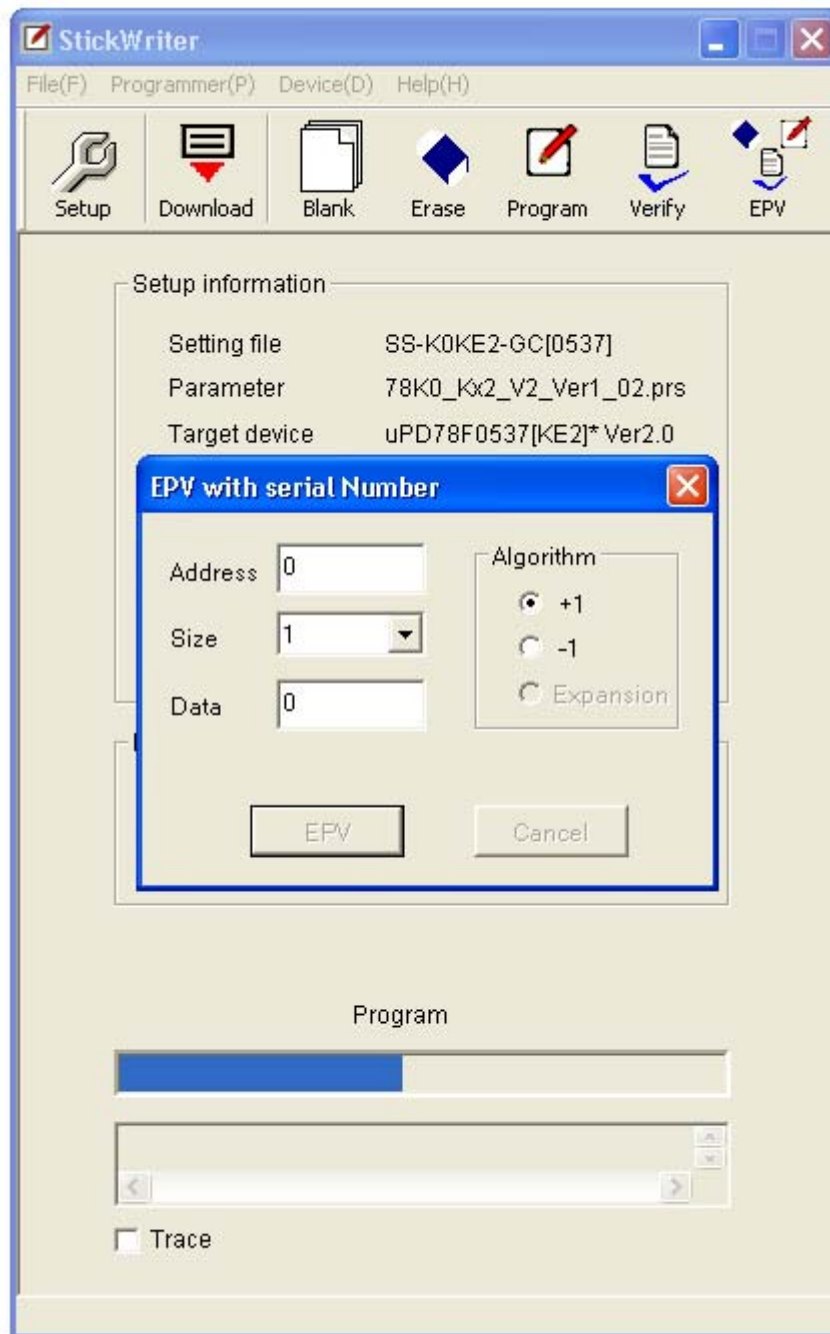 StickWriter
File(F) Programmer(P) Device(D) Help(H)
Setup Download Blank Erase Program Verify EPV
Setup information
Setting file SS-K0KE2-GC[0537]
Parameter 78K0_Kx2_V2_Ver1_02.prs
Target device uPD78F0537[KE2]* Ver2.0
EPV with serial Number
Address 0
Size 1
Data 0
Algorithm
+1
-1
Expansion
EPV Cancel
Program
Trace